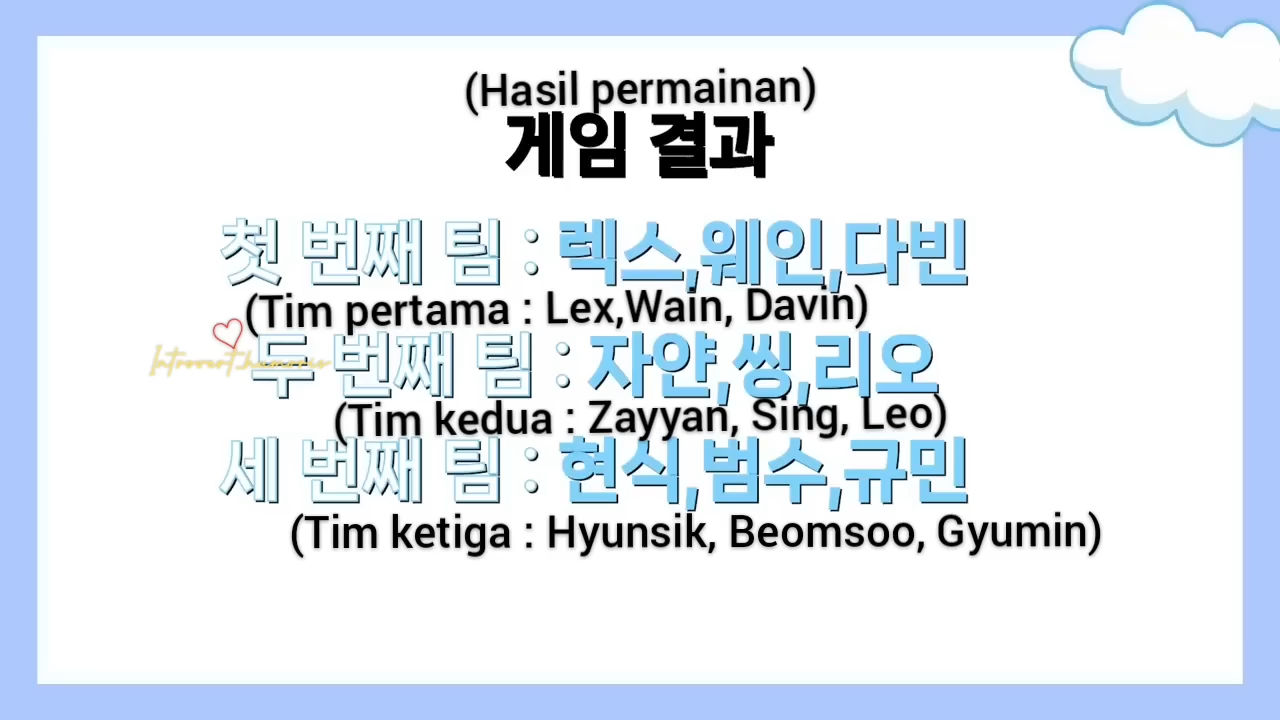 (Hasil permainan)
게임 결과
첫 번째 팀 : 렉스,웨인,다빈
(Tim pertama : Lex,Wain, Davin)
두 번째 팀 : 자얀,씽,리오
(Tim kedua : Zayyan, Sing, Leo)
세 번째 팀 : 현식,범수,규민
(Tim ketiga : Hyunsik, Beomsoo, Gyumin)